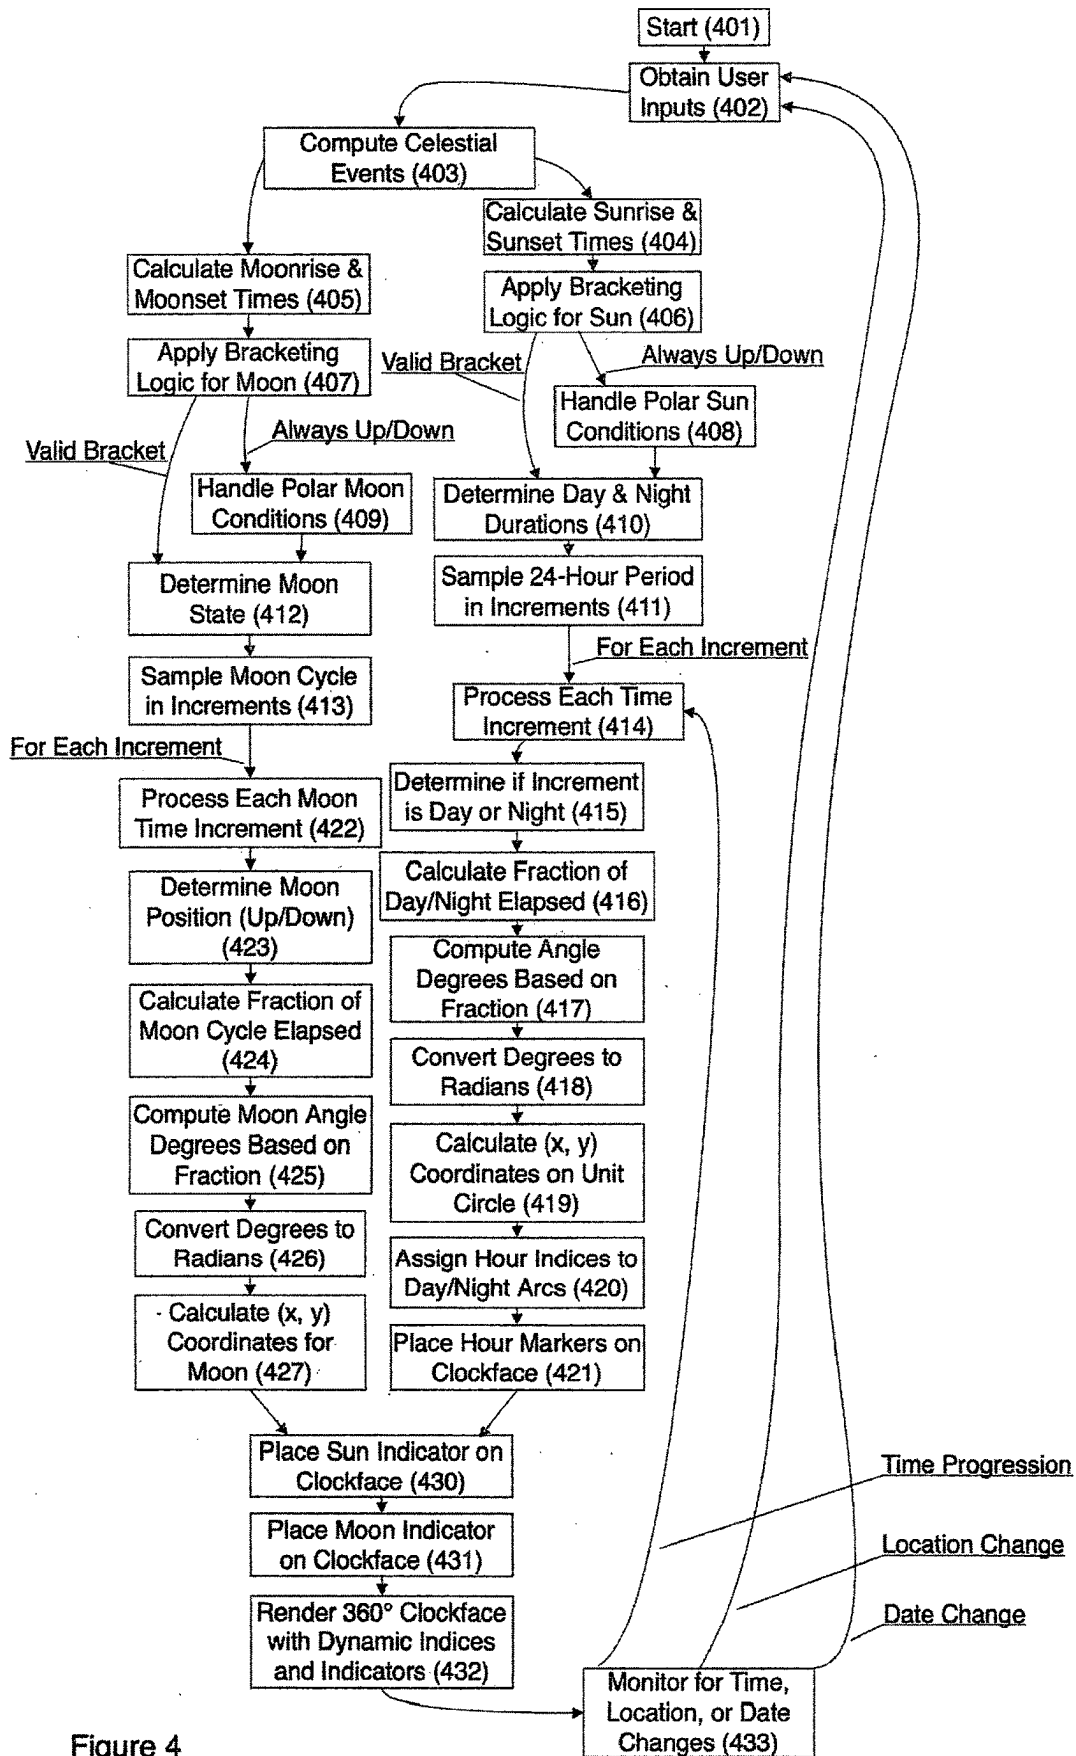 Start (401)
Obtain User
Inputs (402)
Compute Celestial
Events (403)
Calculate Sunrise &
Sunset Times (404)
Calculate Moonrise &
Moonset Times (405)
Apply Bracketing
Logic for Sun (406)
Apply Bracketing
Logic for Moon (407)
Valid Bracket
Always Up/Down
Handle Polar Sun
Conditions (408)
Valid Bracket
Always Up/Down
Handle Polar Moon
Conditions (409)
Determine Day & Night
Durations (410)
Determine Moon
State (412)
Sample 24-Hour Period
in Increments (411)
For Each Increment
Sample Moon Cycle
in Increments (413)
Process Each Time
Increment (414)
For Each Increment
Process Each Moon
Time Increment (422)
Determine if Increment
is Day or Night (415)
Determine Moon
Position (Up/Down)
(423)
Calculate Fraction of
Day/Night Elapsed (416)
Compute Angle
Degrees Based on
Fraction (417)
Calculate Fraction of
Moon Cycle Elapsed
(424)
Convert Degrees to
Radians (418)
Compute Moon Angle
Degrees Based on
Fraction (425)
Calculate (x, y)
Coordinates on Unit
Circle (419)
Convert Degrees to
Radians (426)
Assign Hour Indices to
Day/Night Arcs (420)
Calculate (x, y)
Coordinates for
Moon (427)
Place Hour Markers on
Clockface (421)
Place Sun Indicator on
Clockface (430)
Time Progression
Place Moon Indicator
on Clockface (431)
Location Change
Render 360° Clockface
with Dynamic Indices
and Indicators (432)
Date Change
Monitor for Time,
Location, or Date
Changes (433)
Figure 4